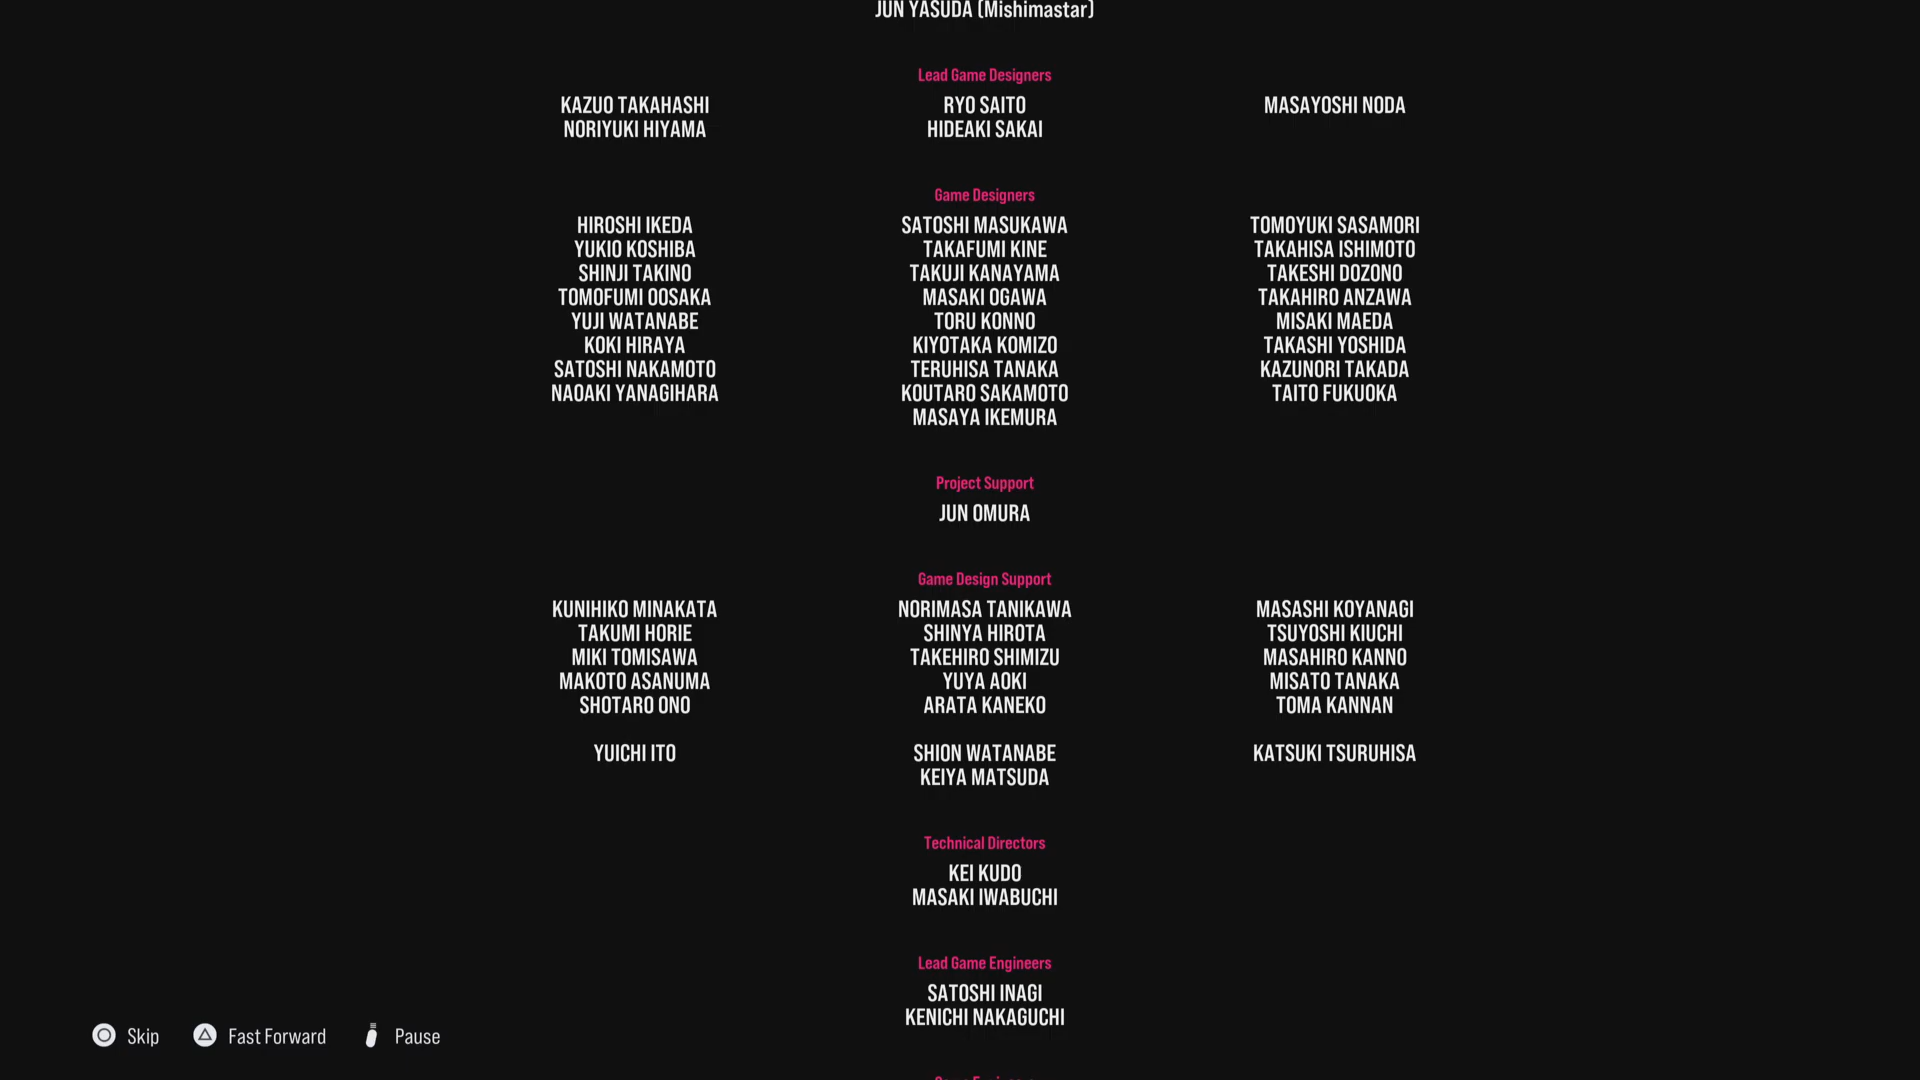 JUN YASUDA (Mishimastar)
Lead Game Designers
KAZUO TAKAHASHI RYO SAITO MASAYOSHI NODA
NORIYUKI HIYAMA HIDEAKI SAKAI
Game Designers
HIROSHI IKEDA SATOSHI MASUKAWA TOMOYUKI SASAMORI
YUKIO KOSHIBA TAKAFUMI KINE TAKAHISA ISHIMOTO
SHINJI TAKINO TAKUJI KANAYAMA TAKESHI DOZONO
TOMOFUMI OOSAKA MASAKI OGAWA TAKAHIRO ANZAWA
YUJI WATANABE TORU KONNO MISAKI MAEDA
KOKI HIRAYA KIYOTAKA KOMIZO TAKASHI YOSHIDA
SATOSHI NAKAMOTO TERUHISA TANAKA KAZUNORI TAKADA
NAOAKI YANAGIHARA KOUTARO SAKAMOTO TAITO FUKUOKA
MASAYA IKEMURA
Project Support
JUN OMURA
Game Design Support
KUNIHIKO MINAKATA NORIMASA TANIKAWA MASASHI KOYANAGI
TAKUMI HORIE SHINYA HIROTA TSUYOSHI KIUCHI
MIKI TOMISAWA TAKEHIRO SHIMIZU MASAHIRO KANNO
MAKOTO ASANUMA YUYA AOKI MISATO TANAKA
SHOTARO ONO ARATA KANEKO TOMA KANNAN
YUICHI ITO SHION WATANABE KATSUKI TSURUHISA
KEIYA MATSUDA
Technical Directors
KEI KUDO
MASAKI IWABUCHI
Lead Game Engineers
SATOSHI INAGI
KENICHI NAKAGUCHI
Skip Fast Forward Pause